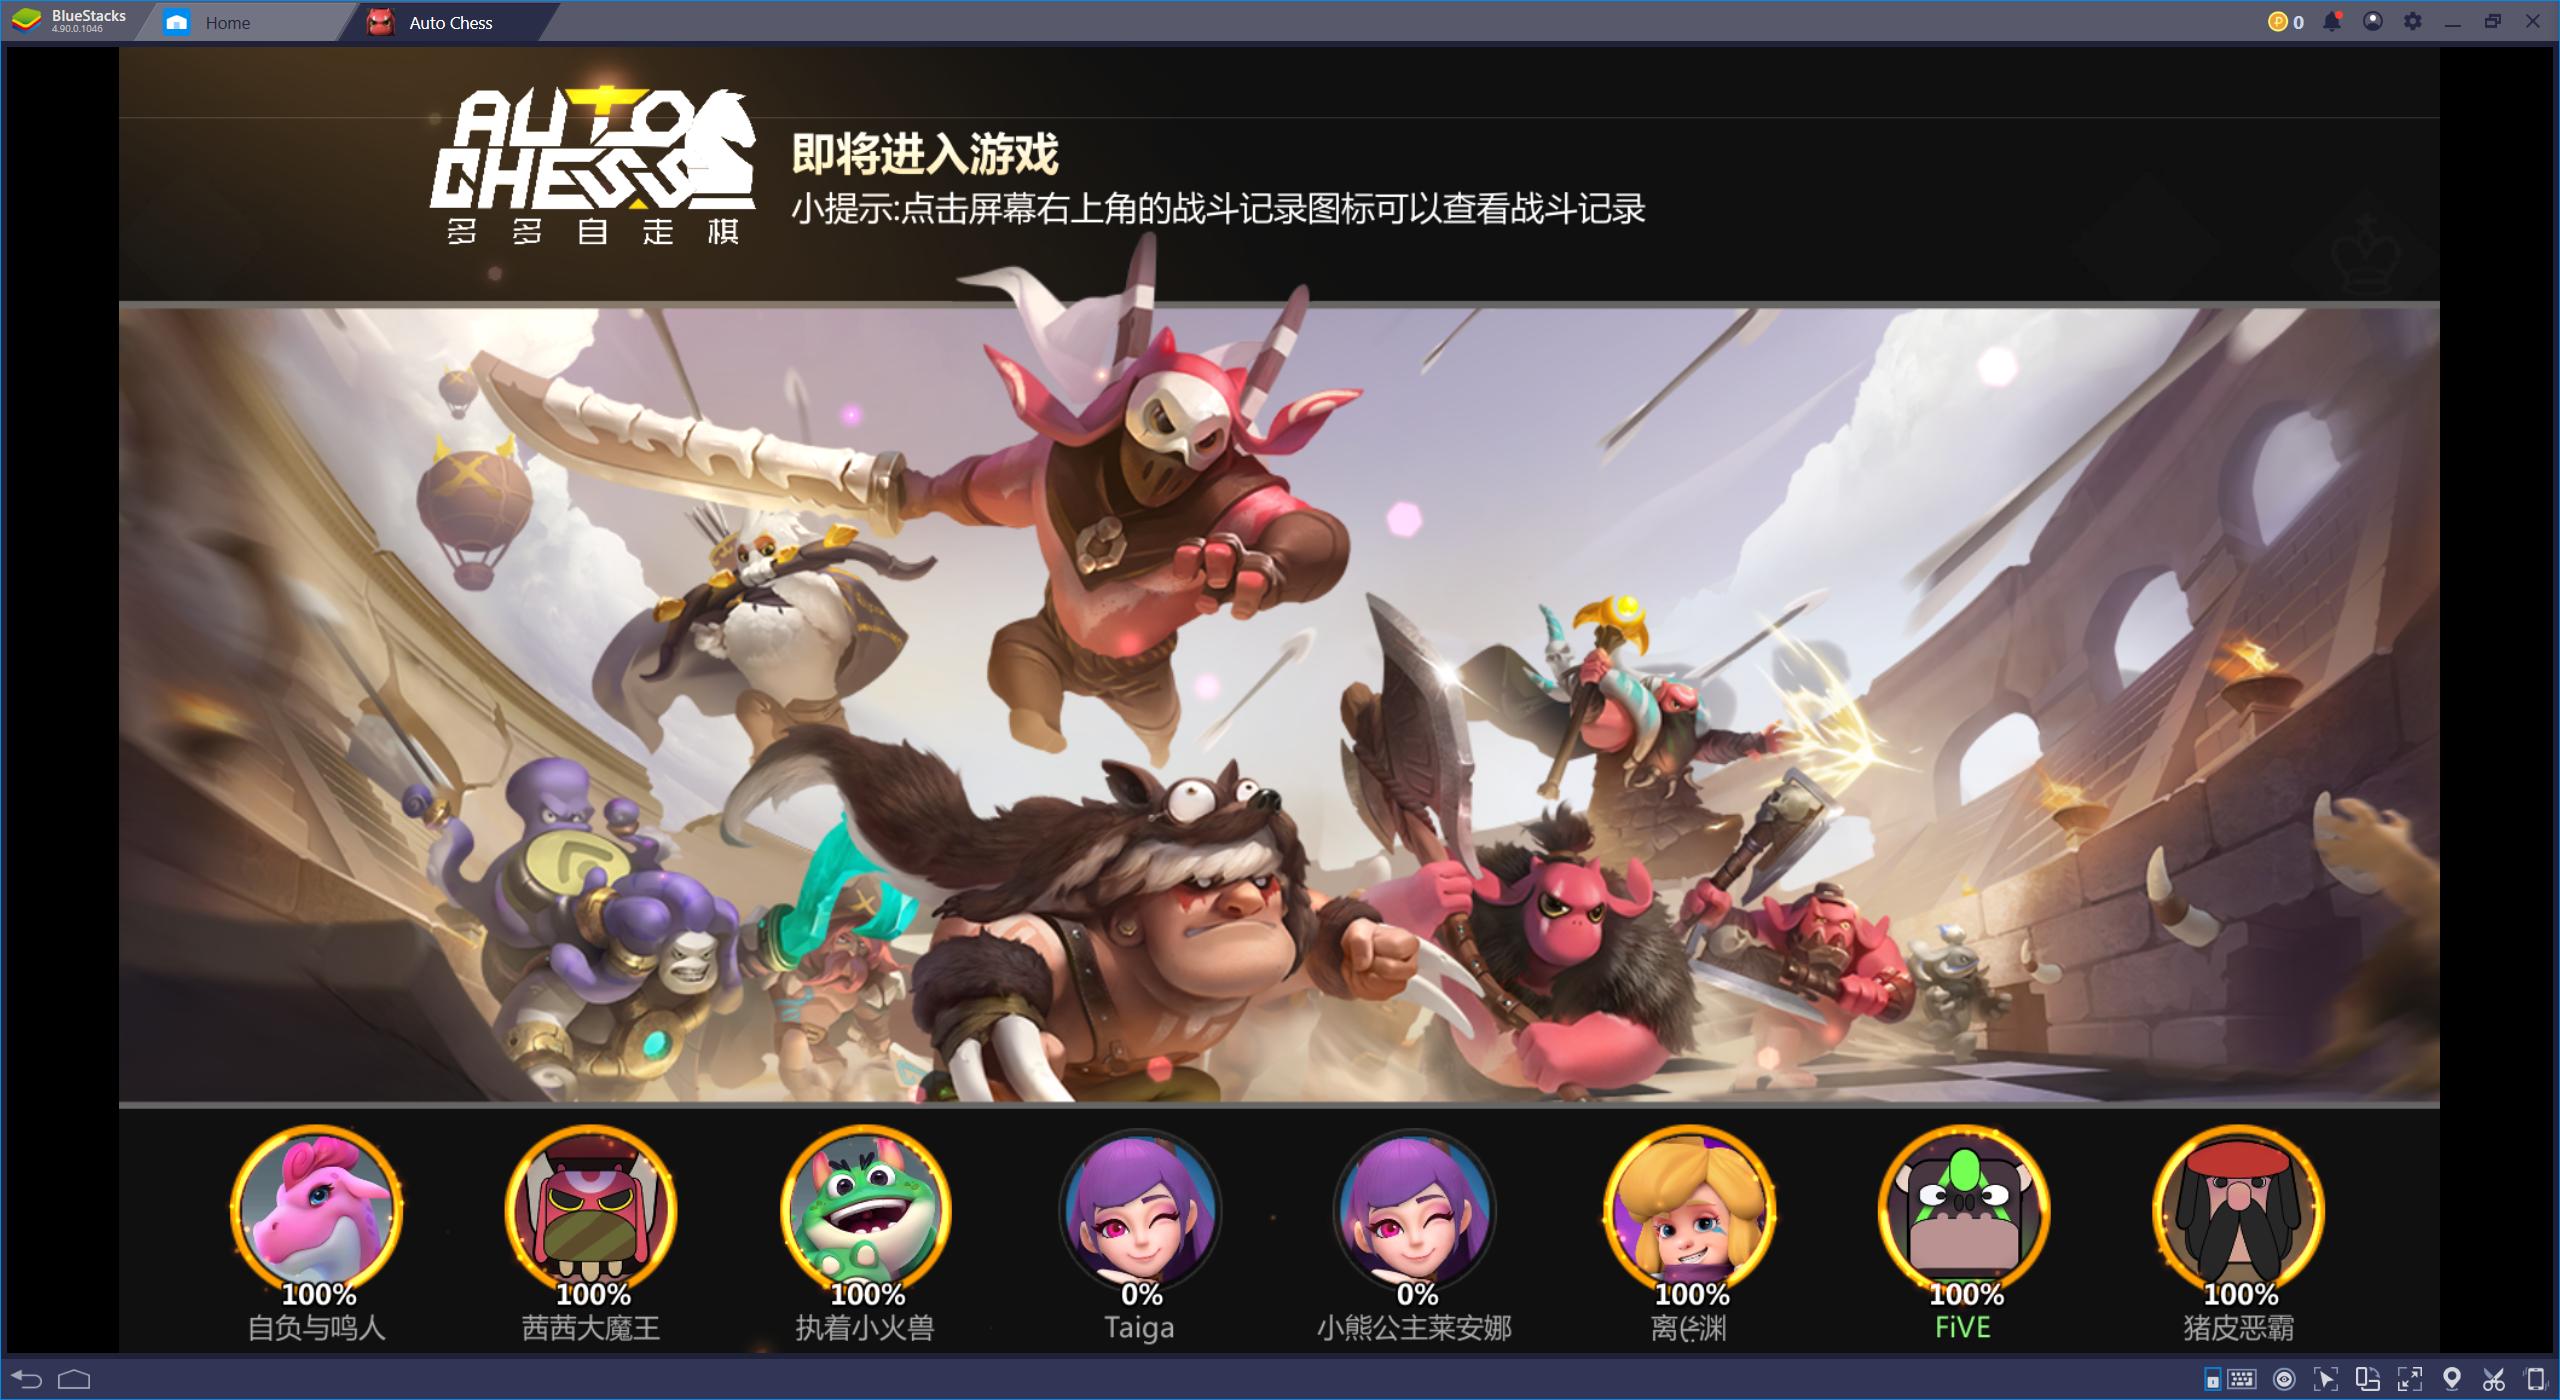 BlueStacks
4.90.0.1046
Home
Auto Chess
0
AUTO
CHESS
多多自走棋
即将进入游戏
小提示:点击屏幕右上角的战斗记录图标可以查看战斗记录
100%
100%
100%
0%
0%
100%
100%
100%
自负与鸣人
茜茜大魔王
执着小火兽
Taiga
小熊公主莱安娜
FiVE
猪皮恶霸